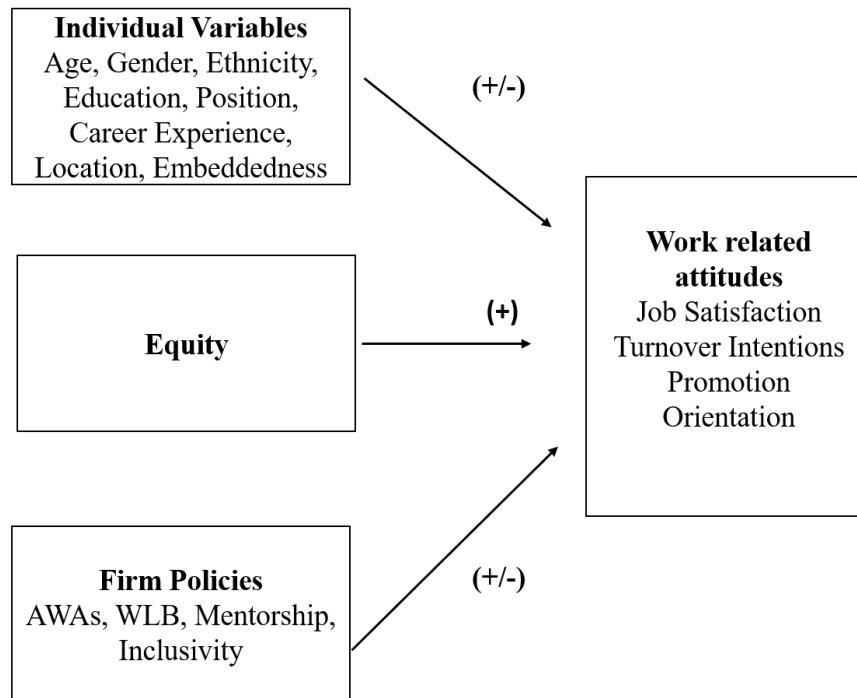 Individual Variables
Age, Gender, Ethnicity,
Education, Position,
Career Experience,
Location, Embeddedness
(+/-)
Equity
(+)
Work related
attitudes
Job Satisfaction
Turnover Intentions
Promotion
Orientation
Firm Policies
AWAs, WLB, Mentorship,
Inclusivity
(+/-)